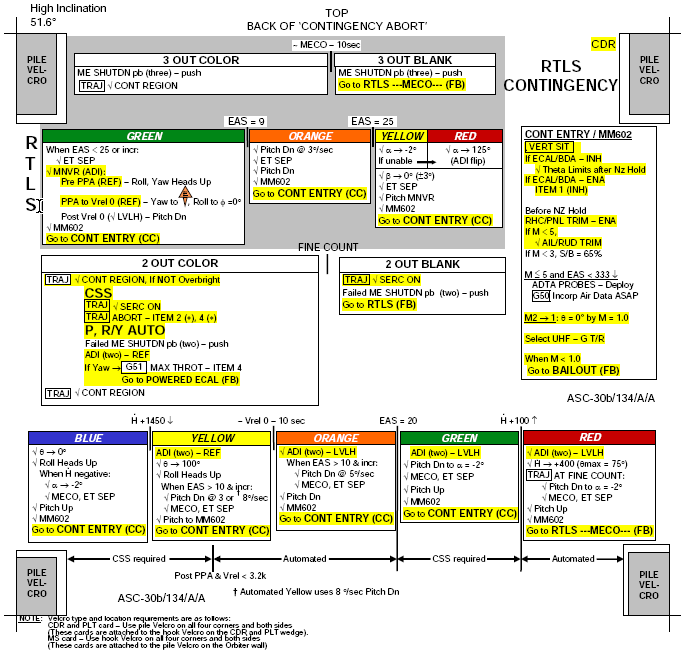 High Inclination
51.6°
TOP
BACK OF 'CONTINGENCY ABORT'
PILE
VEL-
CRO
~ MECO – 10sec
3 OUT COLOR
ME SHUTDN pb (three) – push
TRAJ √ CONT REGION
3 OUT BLANK
ME SHUTDN pb (three) – push
Go to RTLS ---MECO--- (FB)
CDR
RTLS
CONTINGENCY
PILE
VEL-
CRO
RTLS
EAS = 9
EAS = 25
GREEN
When EAS < 25 or incr:
√ ET SEP
√ MNVR (ADI):
Pre PPA (REF) – Roll, Yaw Heads Up
PPA to Vrel 0 (REF) – Yaw to , Roll to ϕ =0°
Post Vrel 0 (√ LVLH) – Pitch Dn
√ MM602
Go to CONT ENTRY (CC)
ORANGE
√ Pitch Dn @ 3°/sec
√ ET SEP
√ Pitch Dn
√ MM602
Go to CONT ENTRY (CC)
YELLOW
RED
√ α → -2°
If unable
√ α → 125°
(ADI flip)
√ β → 0° (±3°)
√ ET SEP
√ Pitch MNVR
√ MM602
Go to CONT ENTRY (CC)
CONT ENTRY / MM602
VERT SIT
If ECAL/BDA – INH
√ Theta Limits after Nz Hold
If ECAL/BDA – ENA
ITEM 1 (INH)
Before NZ Hold
RHC/PNL TRIM – ENA
If M < 5,
√ AIL/RUD TRIM
If M < 3, S/B = 65%
M ≤ 5 and EAS < 333 ↓
ADTA PROBES – Deploy
G50 Incorp Air Data ASAP
M2 → 1: θ = 0° by M = 1.0
Select UHF – G T/R
When M < 1.0
Go to BAILOUT (FB)
FINE COUNT
2 OUT COLOR
TRAJ √ CONT REGION, If NOT Overbright
CSS
TRAJ √ SERC ON
TRAJ ABORT – ITEM 2 (*), 4 (*)
P, R/Y AUTO
Failed ME SHUTDN pb (two) – push
ADI (two) – REF
If Yaw → G51 MAX THROT – ITEM 4
Go to POWERED ECAL (FB)
TRAJ √ CONT REGION
2 OUT BLANK
TRAJ √ SERC ON
Failed ME SHUTDN pb (two) – push
Go to RTLS (FB)
ASC-30b/134/A/A
Ḣ +1450 ↓
~ Vrel 0 – 10 sec
EAS = 20
Ḣ +100 ↑
BLUE
√ θ → 0°
√ Roll Heads Up
When Ḣ negative:
√ α → -2°
√ MECO, ET SEP
√ Pitch Up
√ MM602
Go to CONT ENTRY (CC)
YELLOW
ADI (two) – REF
√ θ → 100°
√ Roll Heads Up
When EAS > 10 & incr:
√ Pitch Dn @ 3 or † 8°/sec
√ MECO, ET SEP
√ Pitch to MM602
Go to CONT ENTRY (CC)
ORANGE
√ ADI (two) – LVLH
When EAS > 10 & incr:
√ Pitch Dn @ 5°/sec
√ MECO, ET SEP
√ Pitch Dn
√ MM602
Go to CONT ENTRY (CC)
GREEN
√ ADI (two) – LVLH
√ Pitch Dn to α = -2°
√ MECO, ET SEP
√ Pitch Up
√ MM602
Go to CONT ENTRY (CC)
RED
√ ADI (two) – LVLH
√ Ḣ → +400 (θmax = 75°)
TRAJ AT FINE COUNT:
√ Pitch Dn to α = -2°
√ MECO, ET SEP
√ Pitch Up
√ MM602
Go to RTLS ---MECO--- (FB)
PILE
VEL-
CRO
CSS required
Automated
CSS required
Automated
PILE
VEL-
CRO
Post PPA & Vrel < 3.2k
† Automated Yellow uses 8 °/sec Pitch Dn
ASC-30b/134/A/A
NOTE: Velcro type and location requirements are as follows:
CDR and PLT card – Use pile Velcro on all four corners and both sides
(These cards are attached to the hook Velcro on the CDR and PLT wedge).
MS card – Use hook Velcro on all four corners and both sides
(These cards are attached to the pile Velcro on the Orbiter wall)